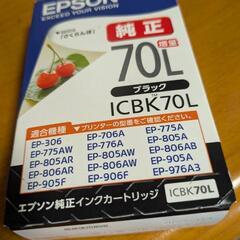 EPSON
EXCEED YOUR VISION
「さくらんぼ」
純正
増量
70L
ブラック
ICBK70L
適合機種
▼プリンターの型番をご確認ください。
EP-306 EP-706A EP-775A
EP-775AW EP-776A EP-805A
EP-805AR EP-805AW EP-806AB
EP-806AR EP-806AW EP-905A
EP-905F EP-906F EP-976A3
エプソン純正インクカートリッジ ICBK70L